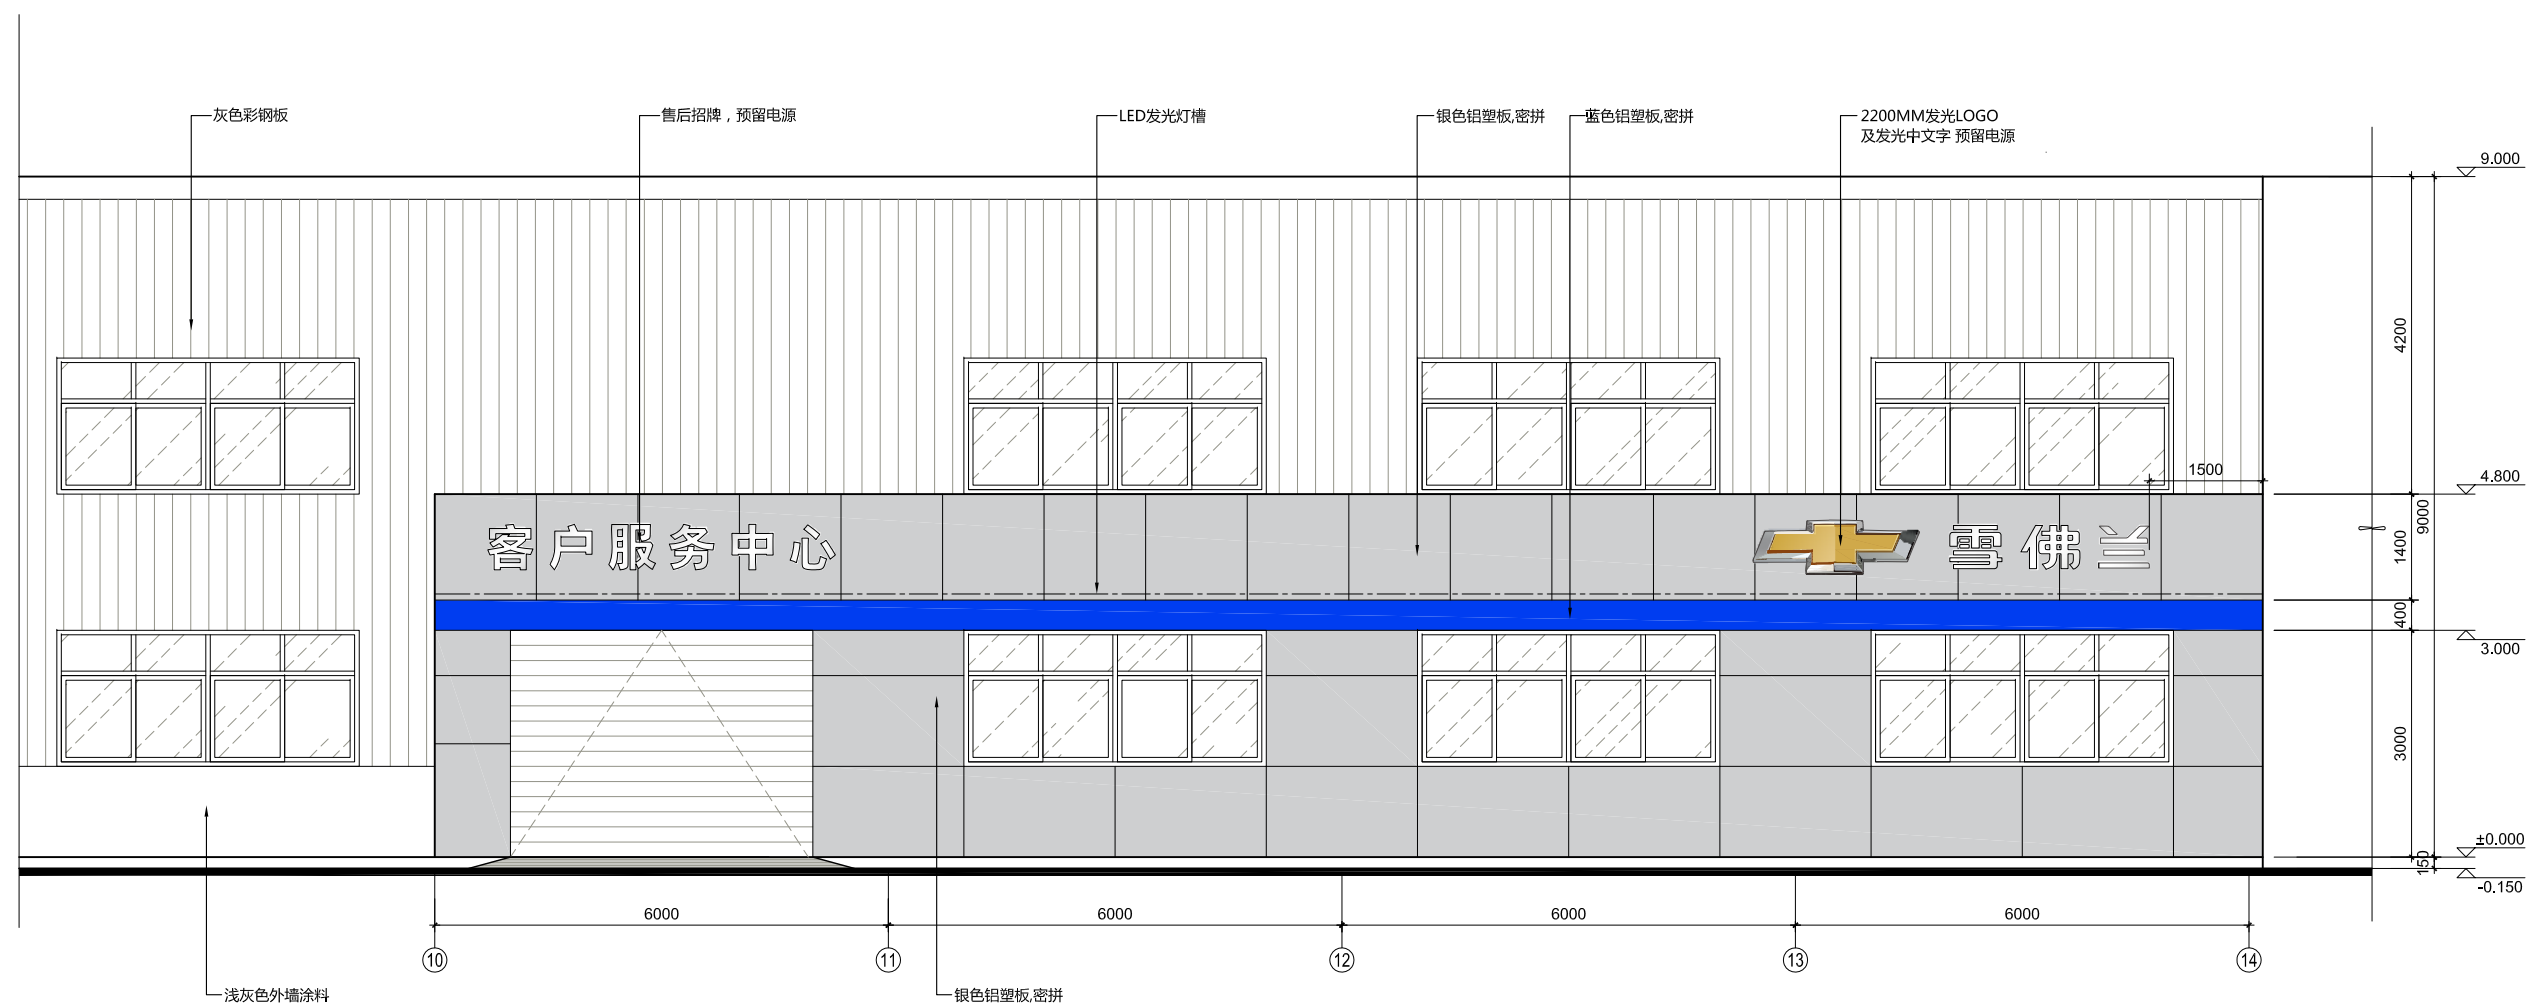 灰色彩钢板
售后招牌，预留电源
LED发光灯槽
银色铝塑板,密拼
蓝色铝塑板,密拼
2200MM发光LOGO
及发光中文字 预留电源
9.000
4200
1500
4.800
客户服务中心
雪佛兰
1400
9000
400
3.000
3000
±0.000
150
-0.150
6000
6000
6000
6000
10
11
12
13
14
浅灰色外墙涂料
银色铝塑板,密拼